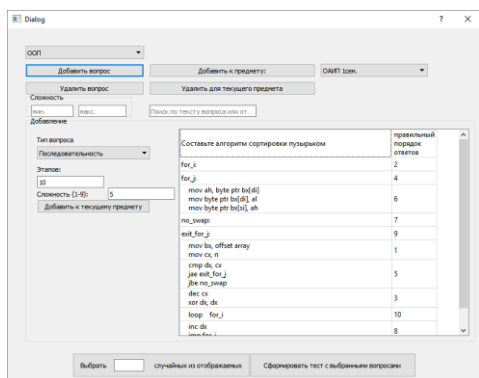 Dialog
? ×
ООП
Добавить вопрос
Добавить к предмету:
ОАИП 1сем.
Удалить вопрос
Удалить для текущего предмета
Сложность
мин.
макс.
Поиск по тексту вопроса или от...
Добавление
Тип вопроса
Последовательность
Этапов:
10
Сложность (1-9):
5
Добавить к текущему предмету
Составьте алгоритм сортировки пузырьком
правильный
порядок
ответов
for_i:
2
for_j:
4
mov ah, byte ptr bx[di]
mov byte ptr bx[di], al
mov byte ptr bx[si], ah
6
no_swap:
7
exit_for_j:
9
mov bx, offset array
mov cx, n
1
cmp dx, cx
jae exit_for_j
jbe no_swap
5
dec cx
xor dx, dx
3
loop for_i
10
inc dx
jmp for_j
8
Выбрать
случайных из отображаемых
Сформировать тест с выбранными вопросами